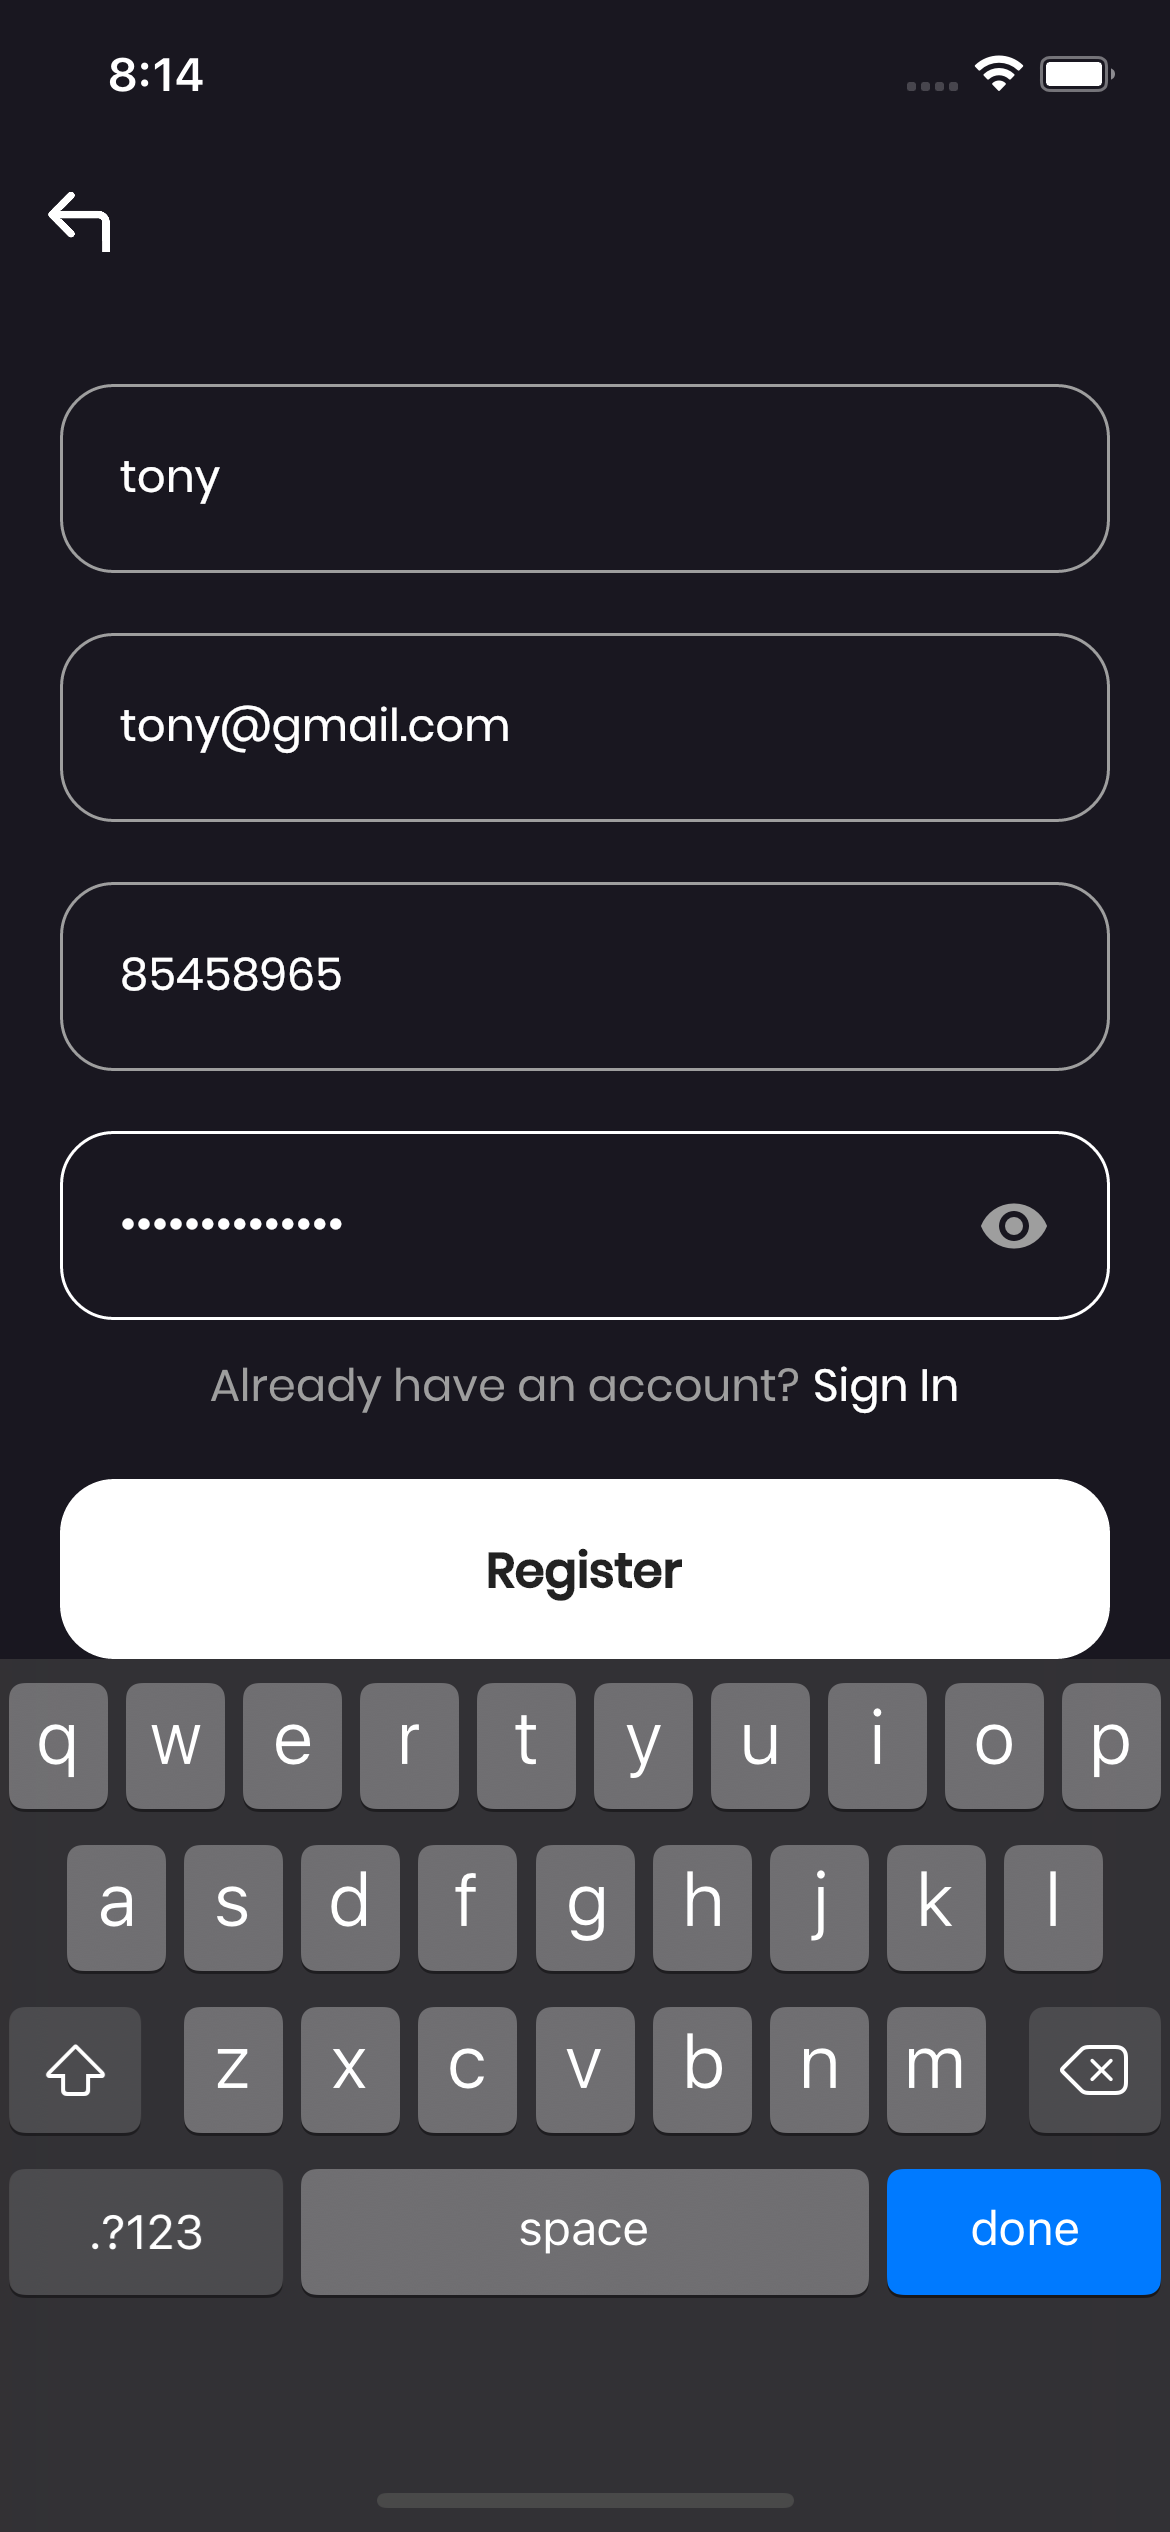 8:14
tony
tony@gmail.com
85458965
••••••••••••••
Already have an account? Sign In
Register
q w e r t y u i o p
a s d f g h j k l
z x c v b n m
.?123 space done